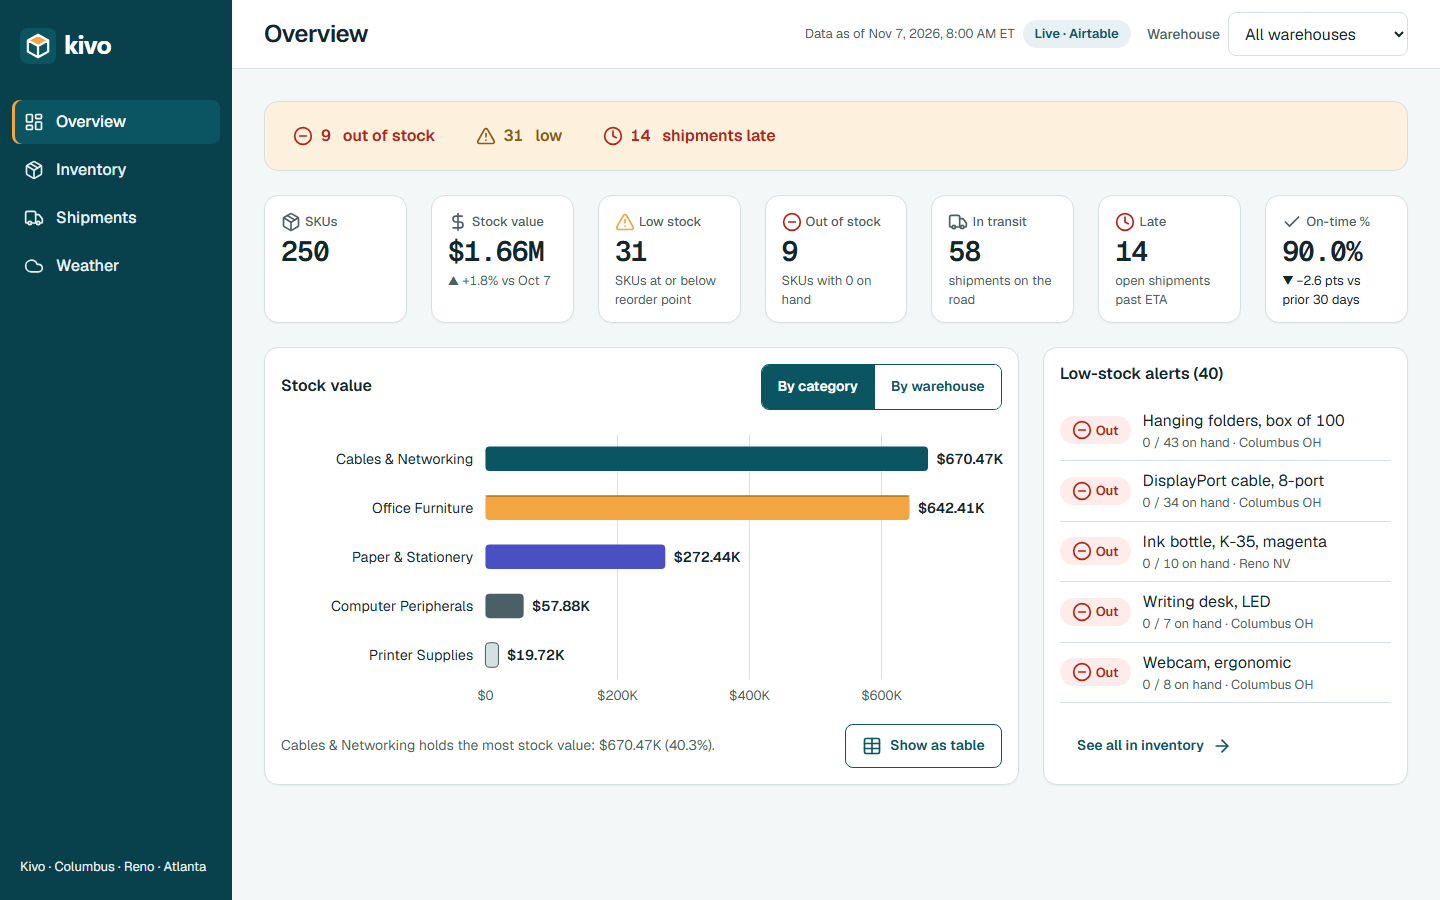 kivo
Overview
Inventory
Shipments
Weather
Kivo · Columbus · Reno · Atlanta
Overview
Data as of Nov 7, 2026, 8:00 AM ET
Live · Airtable
Warehouse
All warehouses
9 out of stock
31 low
14 shipments late
SKUs
250
Stock value
$1.66M
▲ +1.8% vs Oct 7
Low stock
31
SKUs at or below
reorder point
Out of stock
9
SKUs with 0 on
hand
In transit
58
shipments on the
road
Late
14
open shipments
past ETA
On-time %
90.0%
▼ −2.6 pts vs
prior 30 days
Stock value
By category
By warehouse
Cables & Networking $670.47K
Office Furniture $642.41K
Paper & Stationery $272.44K
Computer Peripherals $57.88K
Printer Supplies $19.72K
$0 $200K $400K $600K
Cables & Networking holds the most stock value: $670.47K (40.3%).
Show as table
Low-stock alerts (40)
Out
Hanging folders, box of 100
0 / 43 on hand · Columbus OH
Out
DisplayPort cable, 8-port
0 / 34 on hand · Columbus OH
Out
Ink bottle, K-35, magenta
0 / 10 on hand · Reno NV
Out
Writing desk, LED
0 / 7 on hand · Columbus OH
Out
Webcam, ergonomic
0 / 8 on hand · Columbus OH
See all in inventory